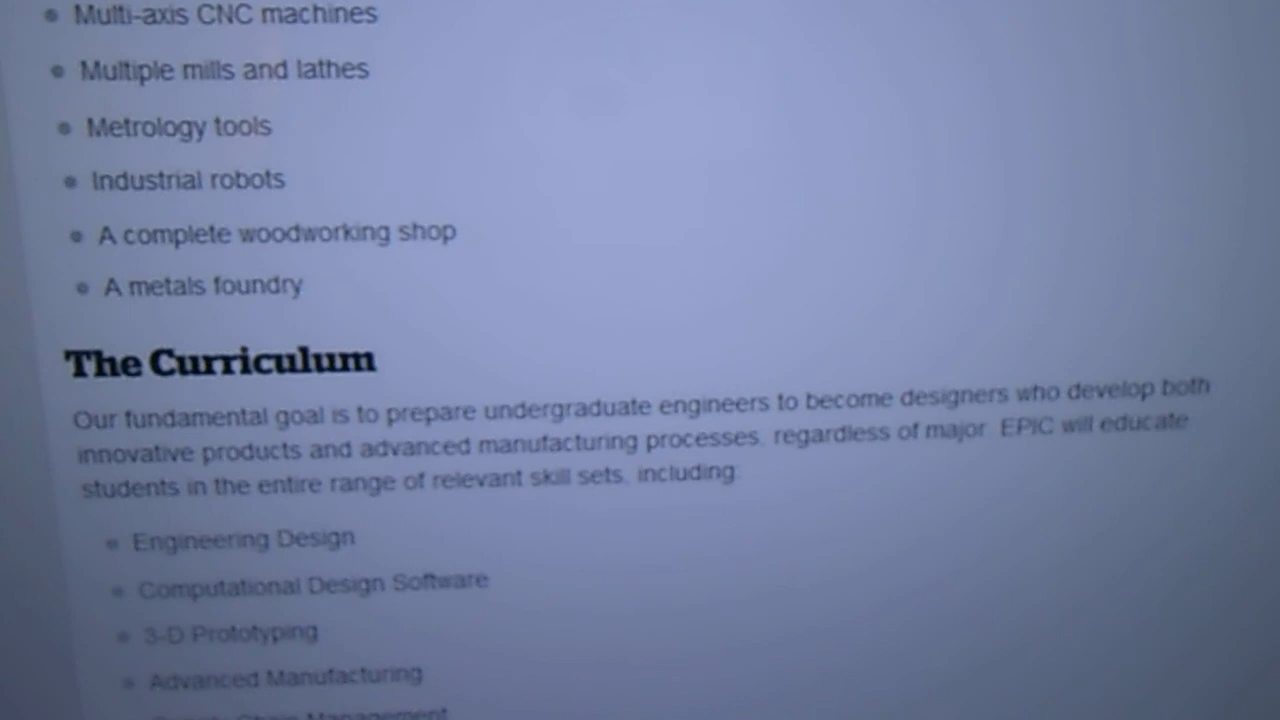 Multi-axis CNC machines
Multiple mills and lathes
Metrology tools
Industrial robots
A complete woodworking shop
A metals foundry
The Curriculum
Our fundamental goal is to prepare undergraduate engineers to become designers who develop both
innovative products and advanced manufacturing processes, regardless of major. EPIC will educate
students in the entire range of relevant skill sets, including:
Engineering Design
Computational Design Software
3-D Prototyping
Advanced Manufacturing
Chain Management